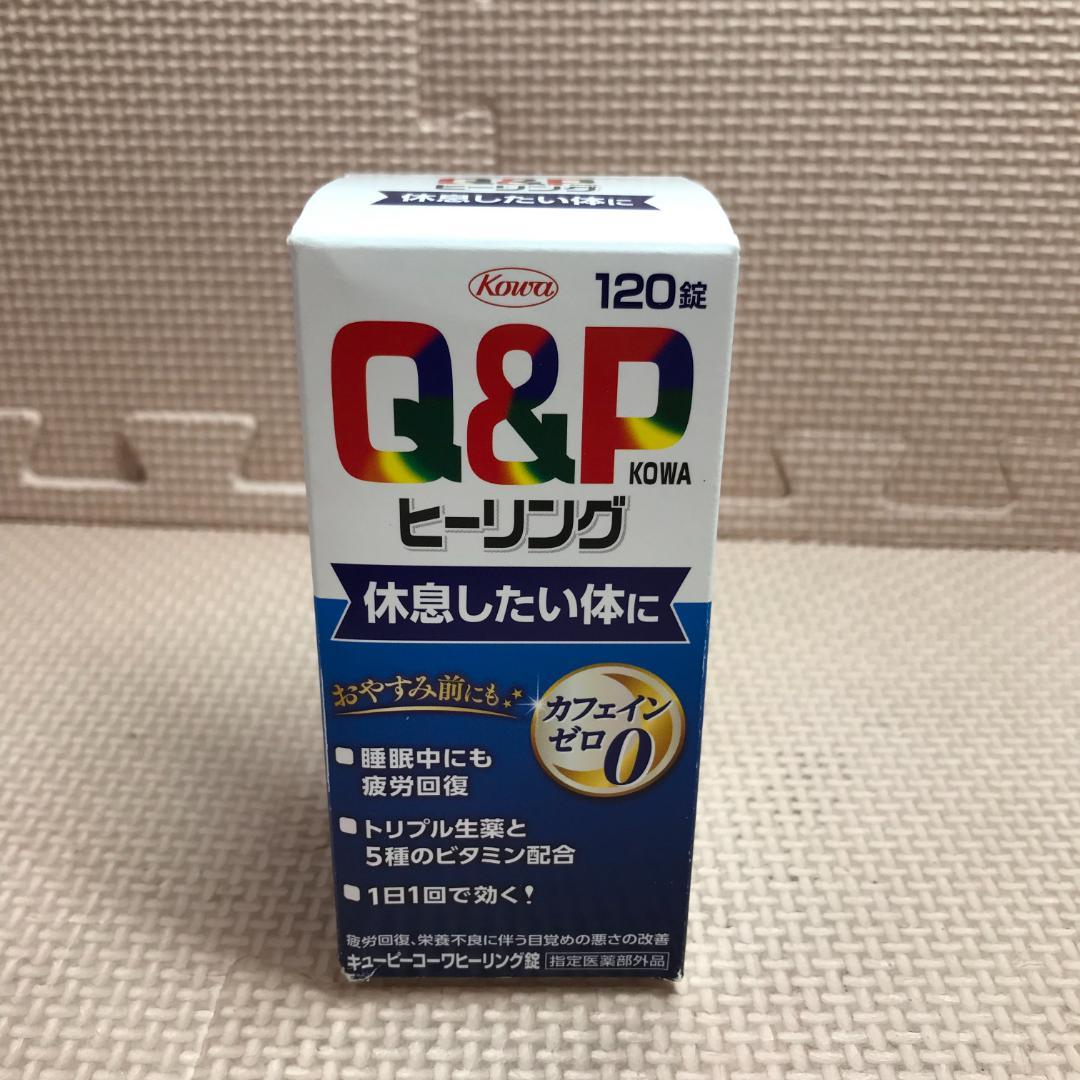 Q&P
ヒーリング
休息したい体に
Kowa
120錠
Q&P
KOWA
ヒーリング
休息したい体に
おやすみ前にも
カフェイン
ゼロ0
睡眠中にも
疲労回復
トリプル生薬と
5種のビタミン配合
1日1回で効く!
疲労回復、栄養不良に伴う目覚めの悪さの改善
キューピーコーワヒーリング錠 指定医薬部外品